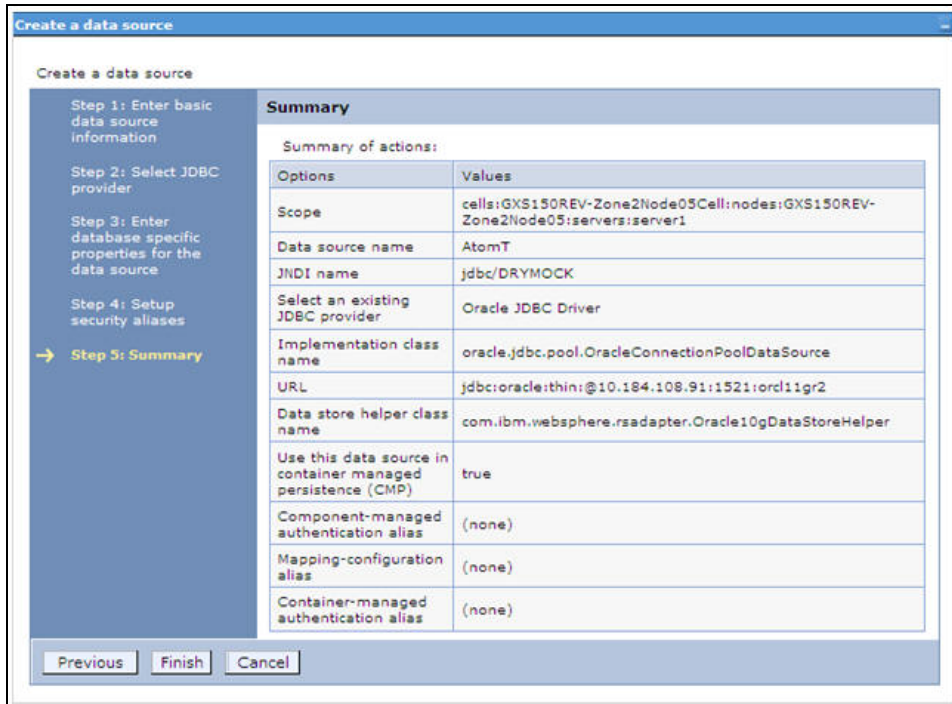 Create a data source
Create a data source
Step 1: Enter basic
data source
information
Step 2: Select JDBC
provider
Step 3: Enter
database specific
properties for the
data source
Step 4: Setup
security aliases
Step 5: Summary
Summary
Summary of actions:
Options Values
Scope cells:GXS150REV-Zone2Node05Cell:nodes:GXS150REV-
Zone2Node05:servers:server1
Data source name AtomT
JNDI name jdbc/DRYMOCK
Select an existing
JDBC provider Oracle JDBC Driver
Implementation class
name oracle.jdbc.pool.OracleConnectionPoolDataSource
URL jdbc:oracle:thin:@10.184.108.91:1521:orcl11gr2
Data store helper class
name com.ibm.websphere.rsadapter.Oracle10gDataStoreHelper
Use this data source in
container managed
persistence (CMP) true
Component-managed
authentication alias (none)
Mapping-configuration
alias (none)
Container-managed
authentication alias (none)
Previous Finish Cancel